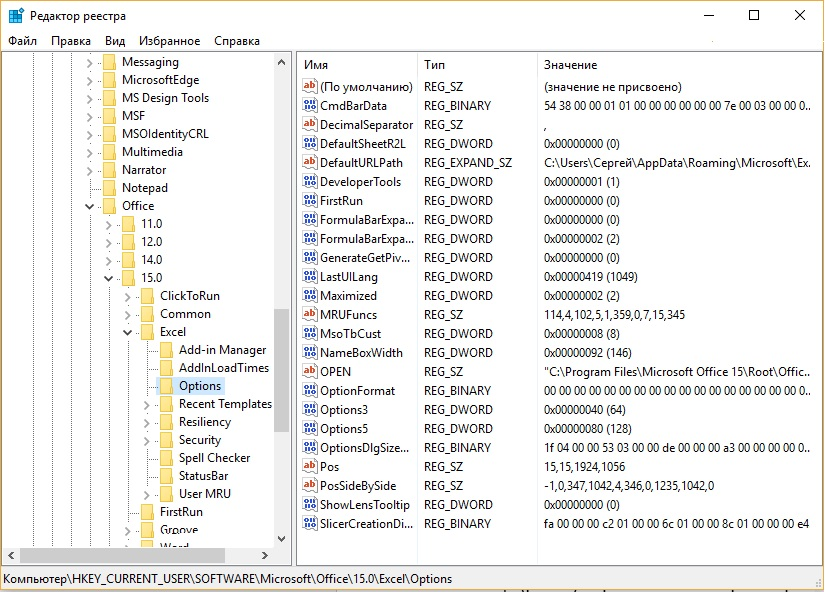 Редактор реестра
Файл Правка Вид Избранное Справка
Messaging
MicrosoftEdge
MS Design Tools
MSF
MSOIdentityCRL
Multimedia
Narrator
Notepad
Office
11.0
12.0
14.0
15.0
ClickToRun
Common
Excel
Add-in Manager
AddInLoadTimes
Options
Recent Templates
Resiliency
Security
Spell Checker
StatusBar
User MRU
FirstRun
Groove
Word
Имя Тип Значение
(По умолчанию) REG_SZ (значение не присвоено)
CmdBarData REG_BINARY 54 38 00 00 01 01 00 00 00 00 00 00 7e 00 03 00 00 0..
DecimalSeparator REG_SZ ,
DefaultSheetR2L REG_DWORD 0x00000000 (0)
DefaultURLPath REG_EXPAND_SZ C:\Users\Сергей\AppData\Roaming\Microsoft\Ex..
DeveloperTools REG_DWORD 0x00000001 (1)
FirstRun REG_DWORD 0x00000000 (0)
FormulaBarExpa... REG_DWORD 0x00000000 (0)
FormulaBarExpa... REG_DWORD 0x00000002 (2)
GenerateGetPiv... REG_DWORD 0x00000000 (0)
LastUILang REG_DWORD 0x00000419 (1049)
Maximized REG_DWORD 0x00000002 (2)
MRUFuncs REG_SZ 114,4,102,5,1,359,0,7,15,345
MsoTbCust REG_DWORD 0x00000008 (8)
NameBoxWidth REG_DWORD 0x00000092 (146)
OPEN REG_SZ "C:\Program Files\Microsoft Office 15\Root\Offic..
OptionFormat REG_BINARY 00 00 00 00 00 00 00 00 00 00 00 00 00 00 00 00 00 0..
Options3 REG_DWORD 0x00000040 (64)
Options5 REG_DWORD 0x00000080 (128)
OptionsDlgSize... REG_BINARY 1f 04 00 00 53 03 00 00 de 00 00 00 a3 00 00 00 00 0..
Pos REG_SZ 15,15,1924,1056
PosSideBySide REG_SZ -1,0,347,1042,4,346,0,1235,1042,0
ShowLensTooltip REG_DWORD 0x00000000 (0)
SlicerCreationDi... REG_BINARY fa 00 00 00 c2 01 00 00 6c 01 00 00 8c 01 00 00 00 e4
Компьютер\HKEY_CURRENT_USER\SOFTWARE\Microsoft\Office\15.0\Excel\Options